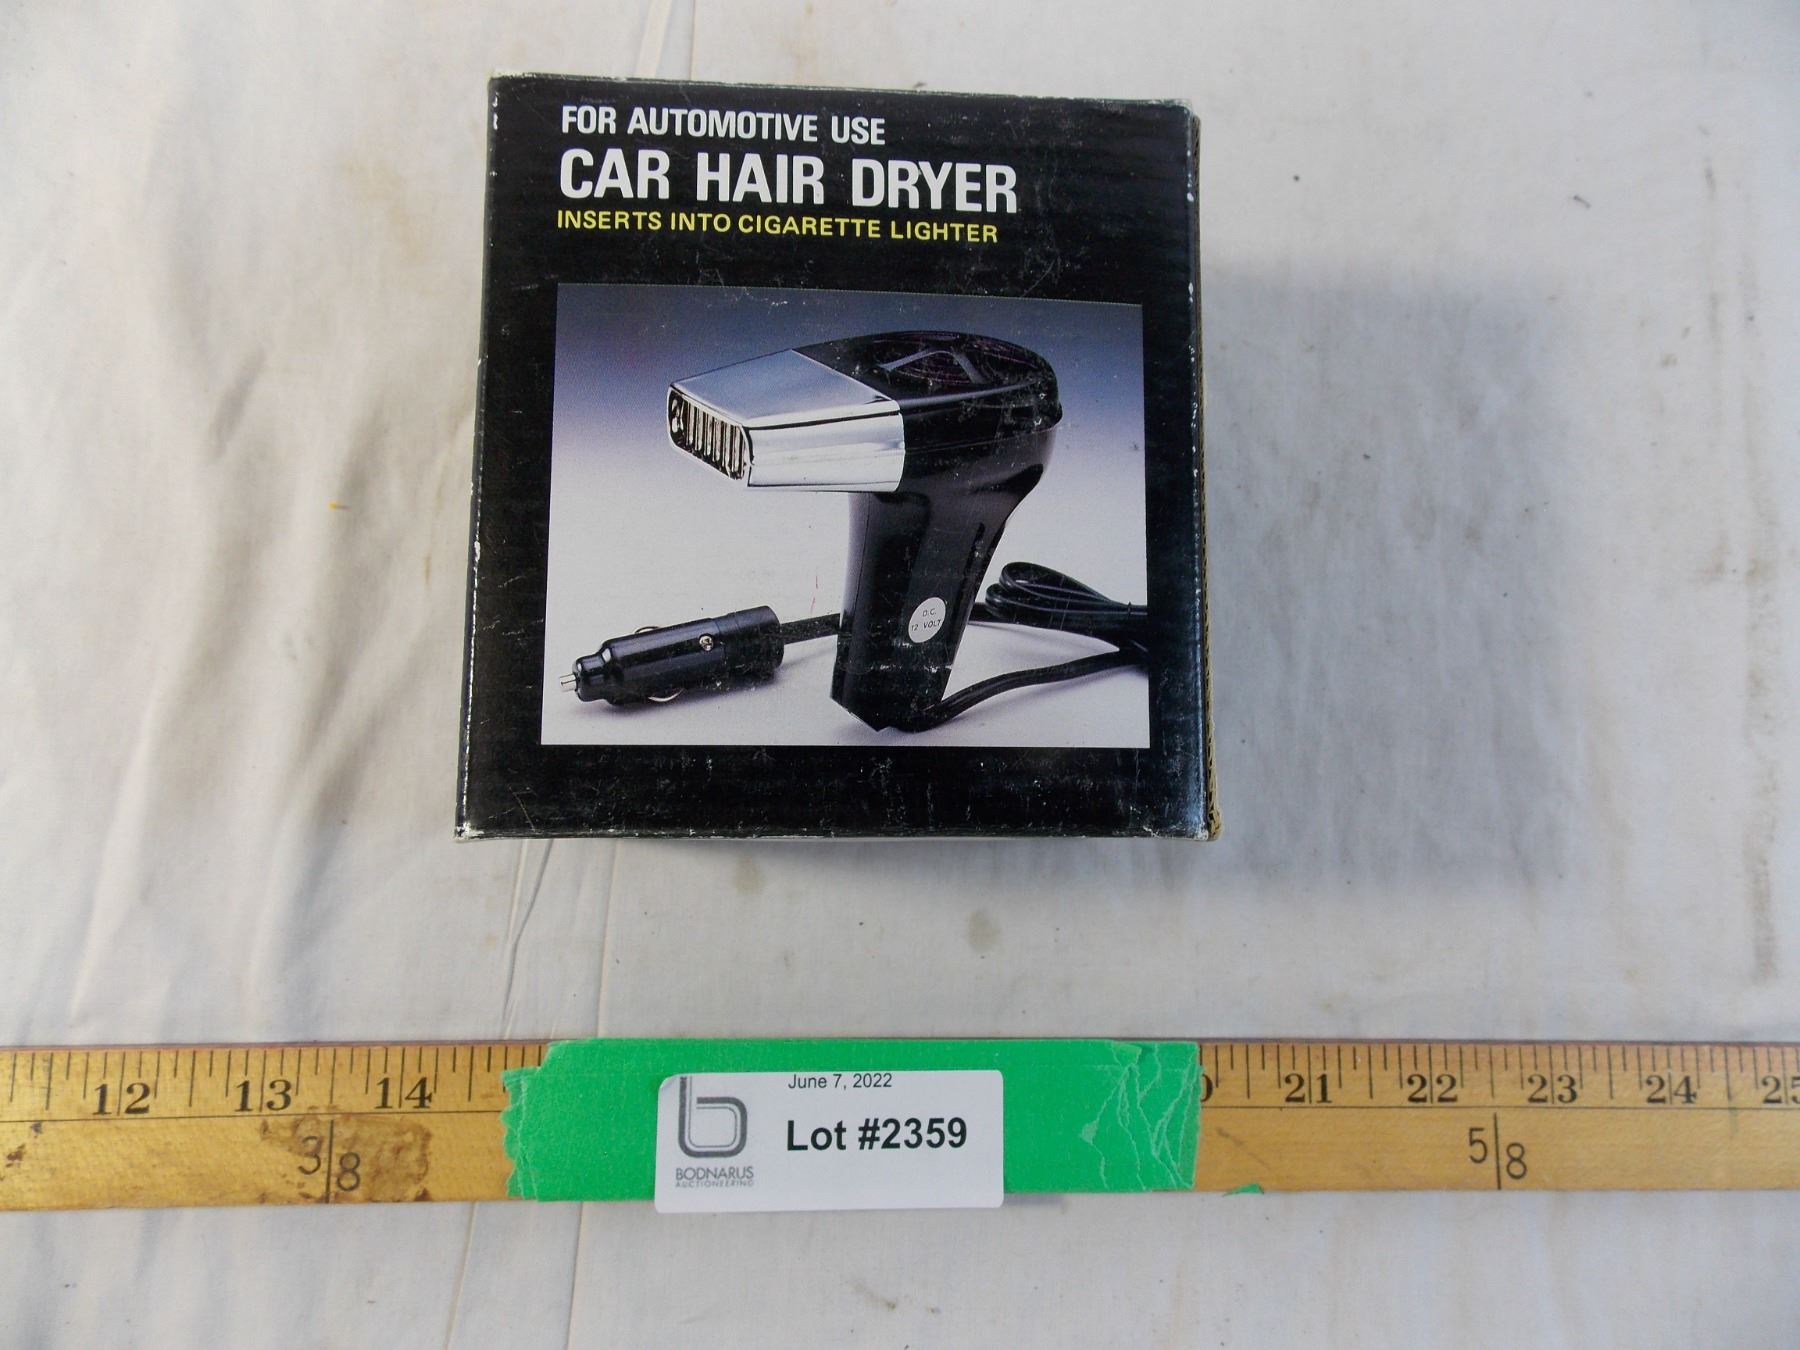 FOR AUTOMOTIVE USE
CAR HAIR DRYER
INSERTS INTO CIGARETTE LIGHTER
D.C.
12 VOLT
12 13 14 21 22 23 24 25
June 7, 2022
Lot #2359
b
BODNARUS
AUCTIONEERING
3|8
5|8